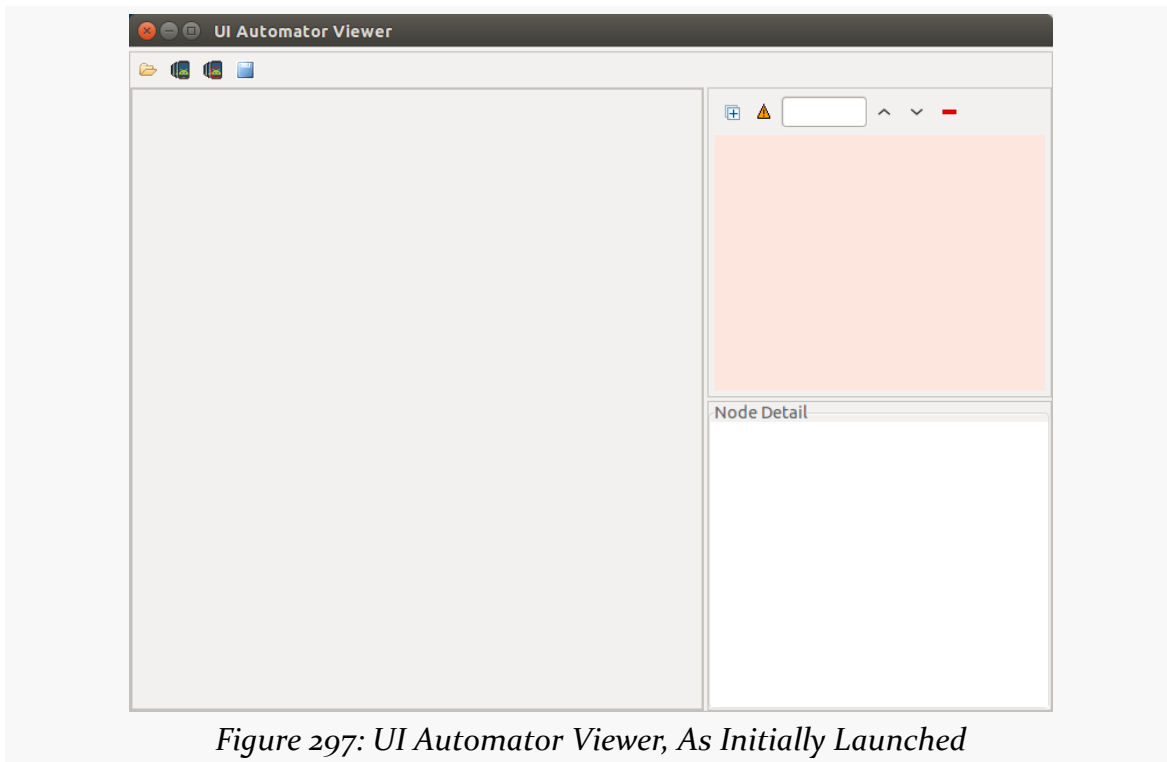 UI Automator Viewer
Node Detail
Figure 297: UI Automator Viewer, As Initially Launched